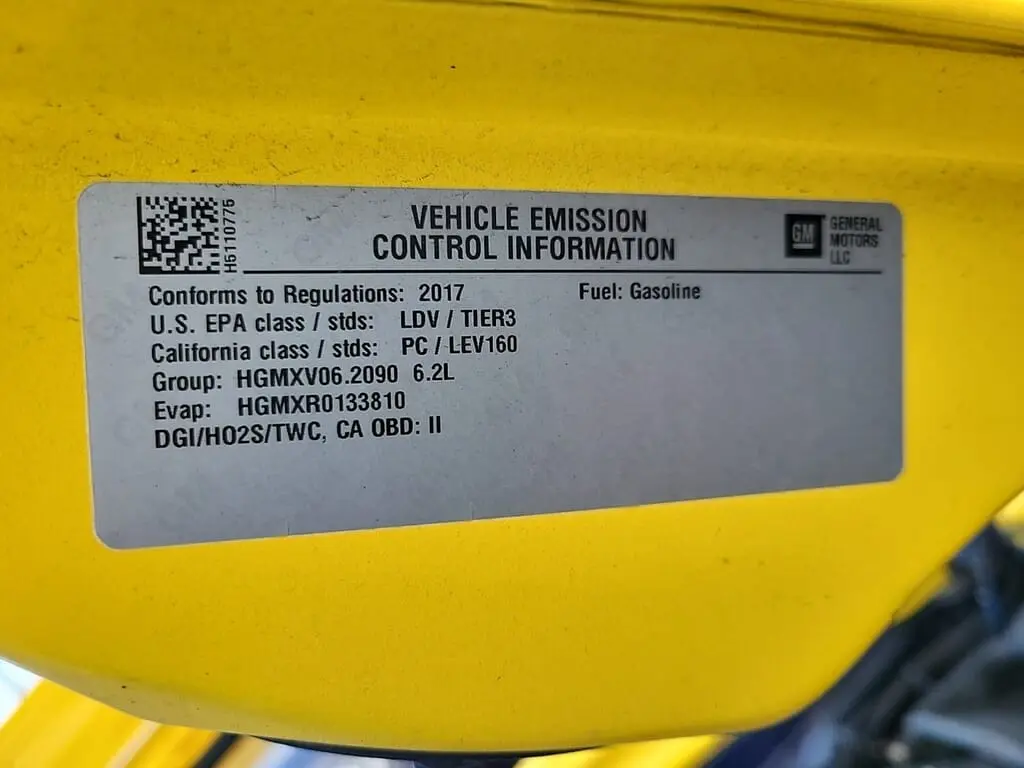 H5110775
VEHICLE EMISSION
CONTROL INFORMATION
GM
GENERAL
MOTORS
LLC
Conforms to Regulations: 2017 Fuel: Gasoline
U.S. EPA class / stds: LDV / TIER3
California class / stds: PC / LEV160
Group: HGMXV06.2090 6.2L
Evap: HGMXR0133810
DGI/HO2S/TWC, CA OBD: II